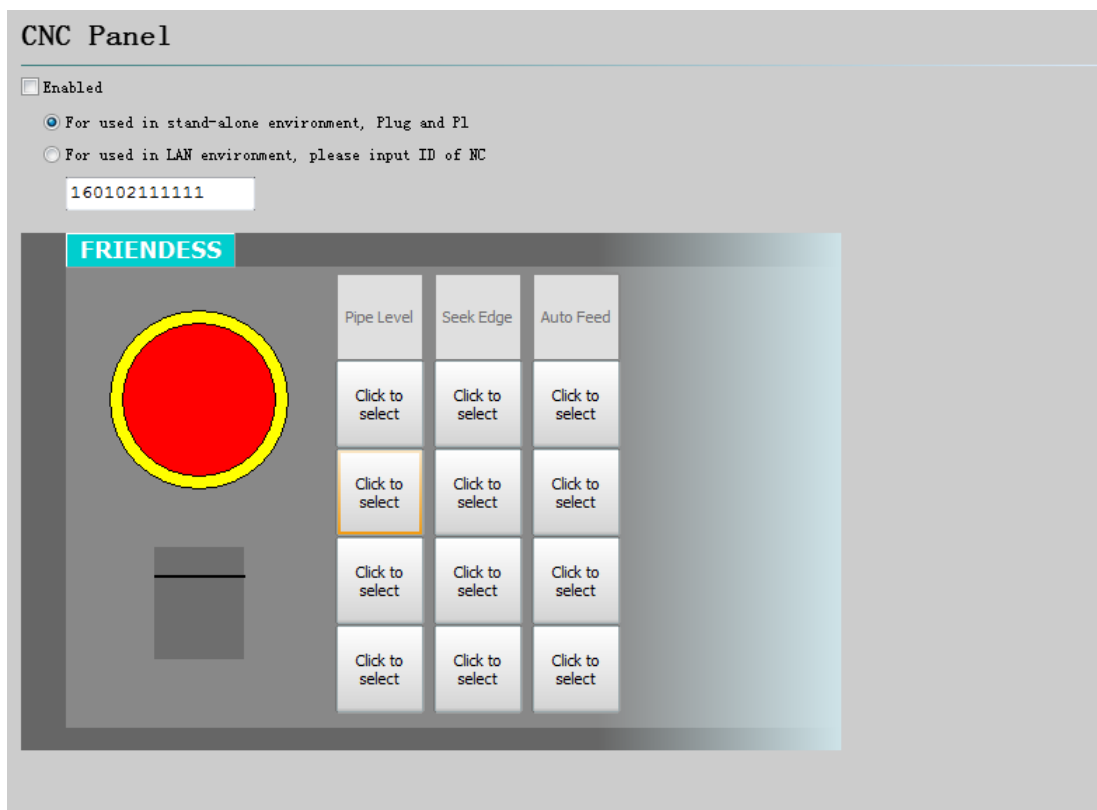 CNC Panel
Enabled
For used in stand-alone environment, Plug and Pl
For used in LAN environment, please input ID of NC
160102111111
FRIENDESS
Pipe Level Seek Edge Auto Feed
Click to Click to Click to
select select select
Click to Click to Click to
select select select
Click to Click to Click to
select select select
Click to Click to Click to
select select select